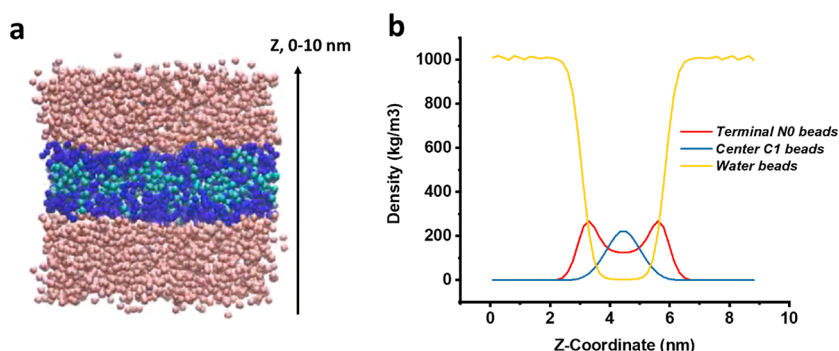 a
Z, 0-10 nm
b
Density (kg/m3)
1000
800
600
400
200
0
0
2
4
6
8
10
Z-Coordinate (nm)
Terminal N0 beads
Center C1 beads
Water beads